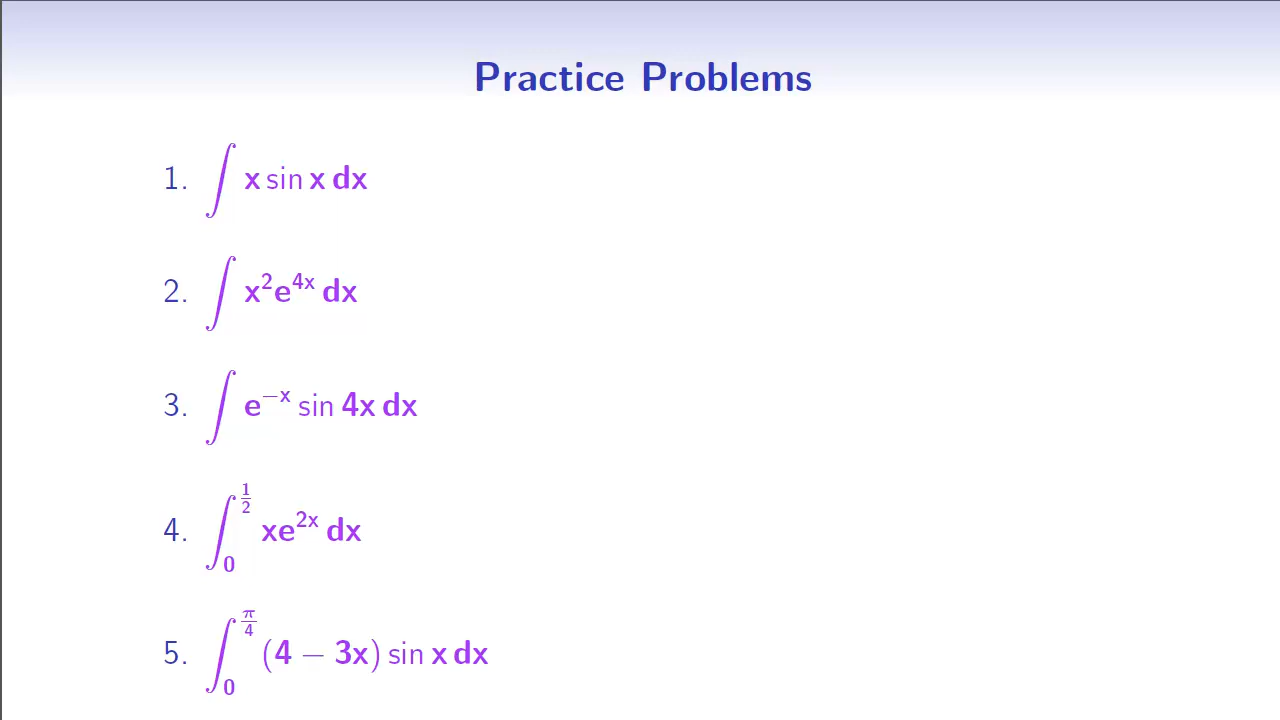 Practice Problems
1. ∫ x sin x dx
2. ∫ x²e⁴ˣ dx
3. ∫ e⁻ˣ sin 4x dx
4. ∫₀^{1/2} xe²ˣ dx
5. ∫₀^{π/4} (4 − 3x) sin x dx